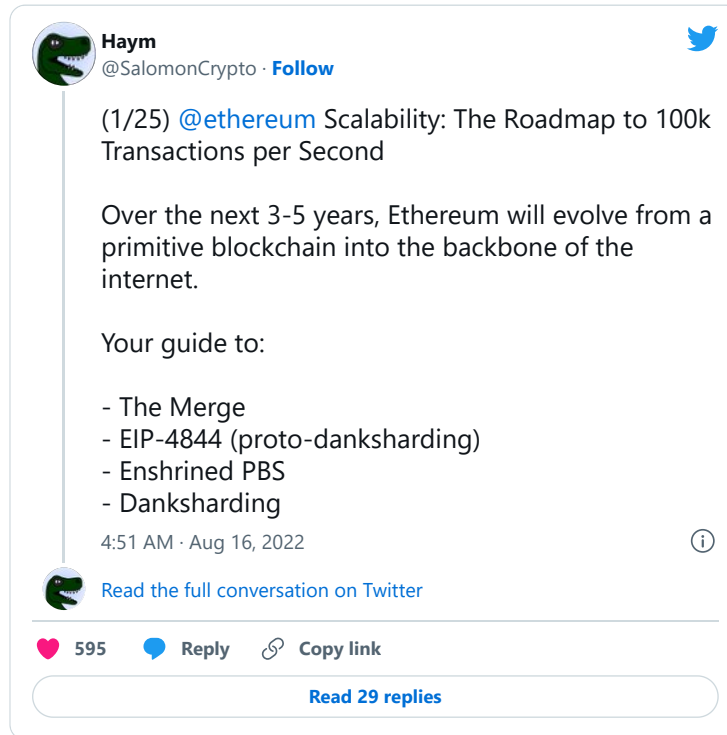 Haym
@SalomonCrypto · Follow
(1/25) @ethereum Scalability: The Roadmap to 100k
Transactions per Second
Over the next 3-5 years, Ethereum will evolve from a
primitive blockchain into the backbone of the
internet.
Your guide to:
- The Merge
- EIP-4844 (proto-danksharding)
- Enshrined PBS
- Danksharding
4:51 AM · Aug 16, 2022
Read the full conversation on Twitter
595 Reply Copy link
Read 29 replies